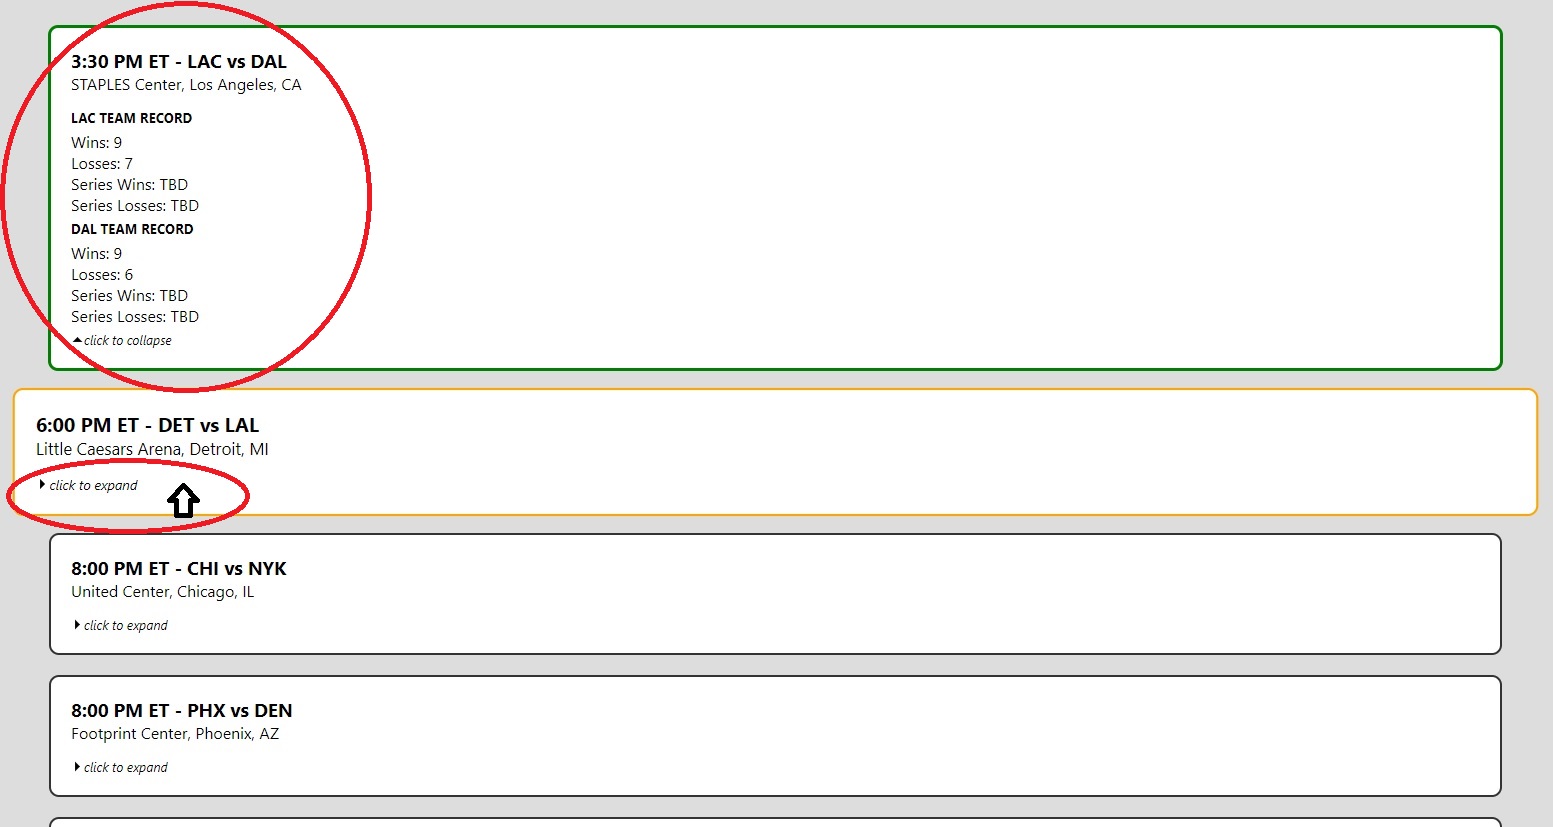 3:30 PM ET - LAC vs DAL
STAPLES Center, Los Angeles, CA
LAC TEAM RECORD
Wins: 9
Losses: 7
Series Wins: TBD
Series Losses: TBD
DAL TEAM RECORD
Wins: 9
Losses: 6
Series Wins: TBD
Series Losses: TBD
click to collapse
6:00 PM ET - DET vs LAL
Little Caesars Arena, Detroit, MI
click to expand
8:00 PM ET - CHI vs NYK
United Center, Chicago, IL
click to expand
8:00 PM ET - PHX vs DEN
Footprint Center, Phoenix, AZ
click to expand